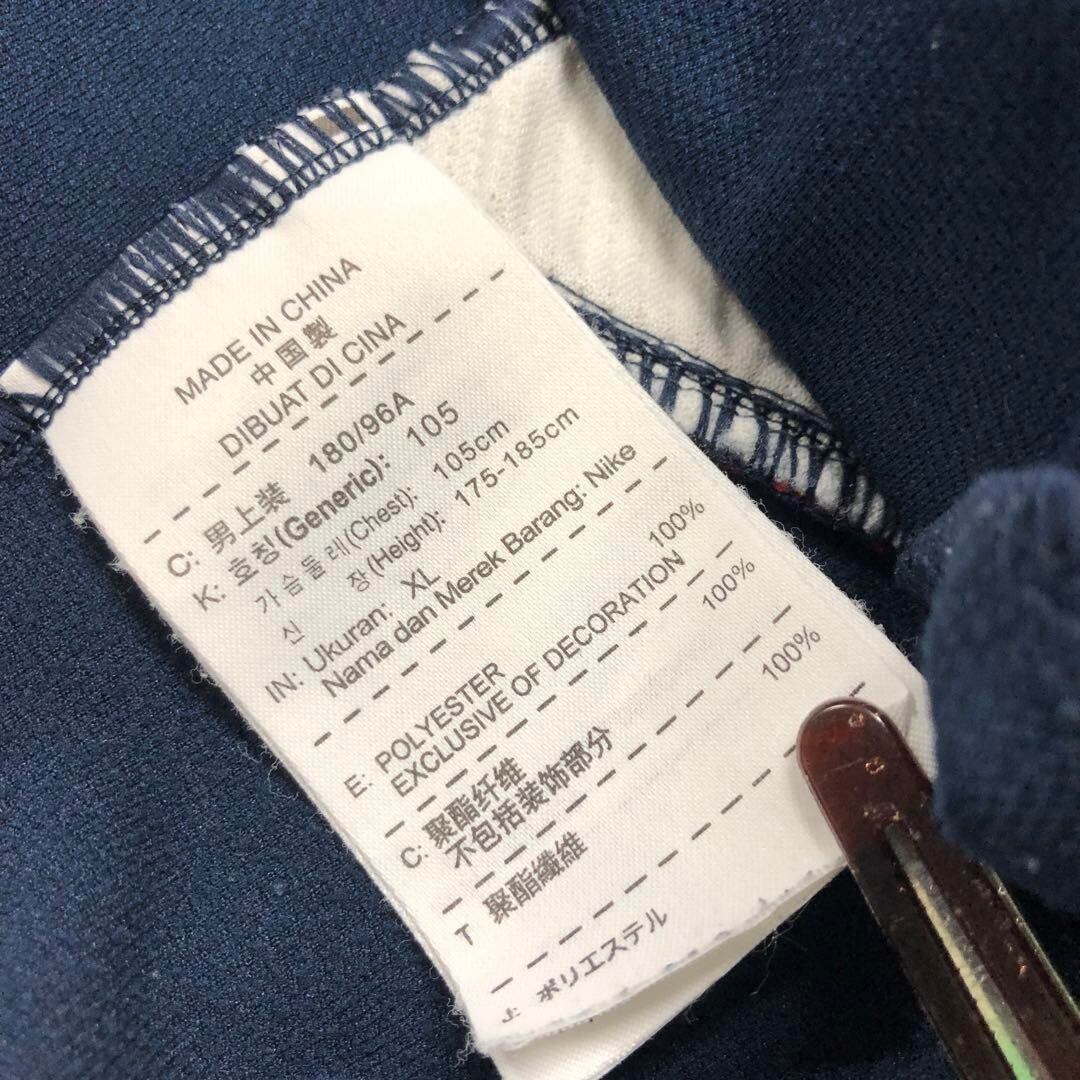 MADE IN CHINA
中国製
DIBUAT DI CINA
C: 男上装 180/96A
K: 호칭(Generic): 105
가슴둘레(Chest): 105cm
신 장(Height): 175-185cm
IN: Ukuran: XL
Nama dan Merek Barang: Nike
E: POLYESTER 100%
EXCLUSIVE OF DECORATION
C: 聚酯纤维 100%
不包括装饰部分
T 聚酯纖維 100%
ポリエステル